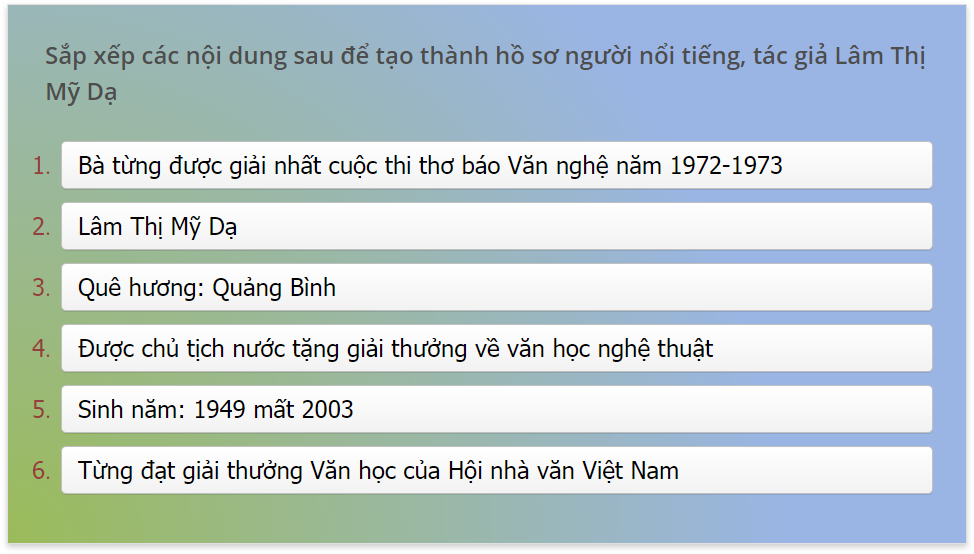 Sắp xếp các nội dung sau để tạo thành hồ sơ người nổi tiếng, tác giả Lâm Thị
Mỹ Dạ
1. Bà từng được giải nhất cuộc thi thơ báo Văn nghệ năm 1972-1973
2. Lâm Thị Mỹ Dạ
3. Quê hương: Quảng Bình
4. Được chủ tịch nước tặng giải thưởng về văn học nghệ thuật
5. Sinh năm: 1949 mất 2003
6. Từng đạt giải thưởng Văn học của Hội nhà văn Việt Nam